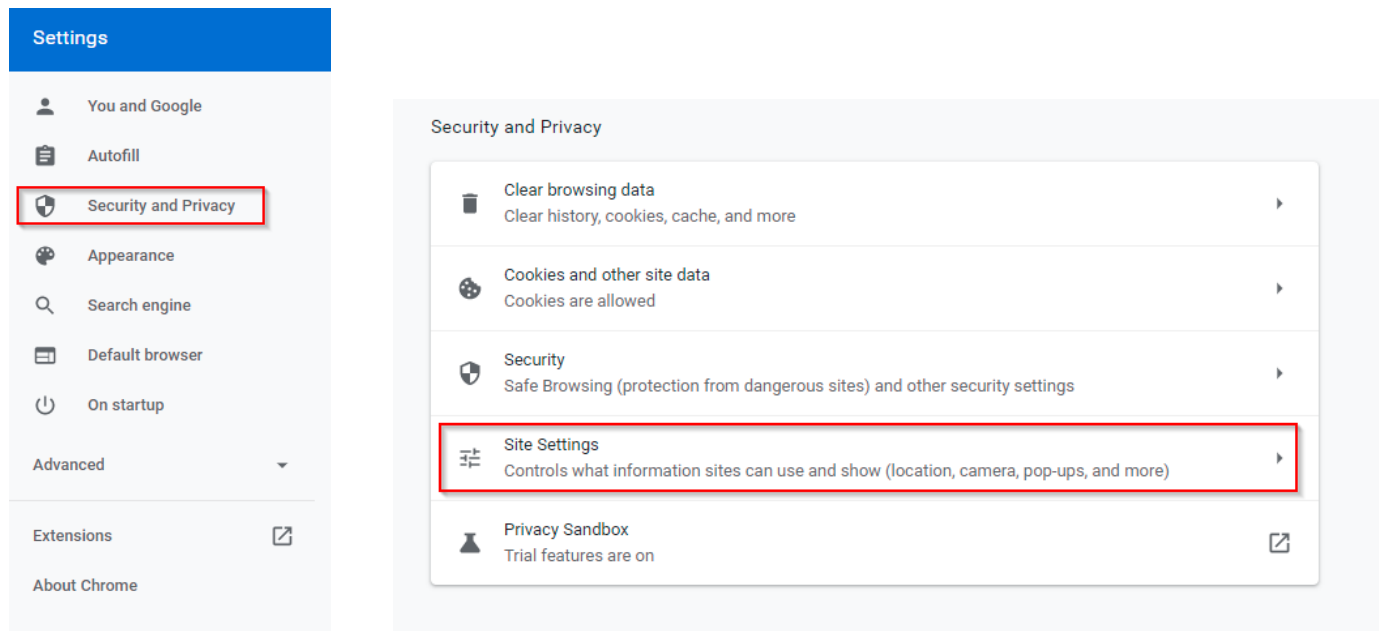 Settings
You and Google
Autofill
Security and Privacy
Appearance
Search engine
Default browser
On startup
Advanced
Extensions
About Chrome
Security and Privacy
Clear browsing data
Clear history, cookies, cache, and more
Cookies and other site data
Cookies are allowed
Security
Safe Browsing (protection from dangerous sites) and other security settings
Site Settings
Controls what information sites can use and show (location, camera, pop-ups, and more)
Privacy Sandbox
Trial features are on